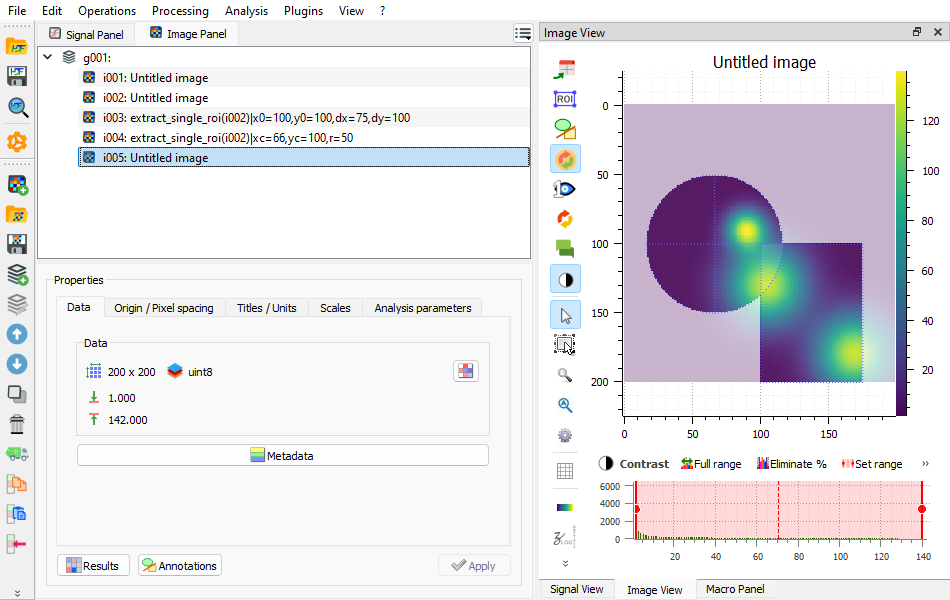 File Edit Operations Processing Analysis Plugins View ?
Signal Panel Image Panel
g001:
i001: Untitled image
i002: Untitled image
i003: extract_single_roi(i002)|x0=100,y0=100,dx=75,dy=100
i004: extract_single_roi(i002)|xc=66,yc=100,r=50
i005: Untitled image
Properties
Data Origin / Pixel spacing Titles / Units Scales Analysis parameters
Data
200 x 200 uint8
1.000
142.000
Metadata
Results Annotations Apply
Image View
ROI
Untitled image
0
50
100
150
200
0 50 100 150
120
100
80
60
40
20
Contrast Full range Eliminate % Set range »
6000
4000
2000
0
20 40 60 80 100 120 140
LOG
Signal View Image View Macro Panel